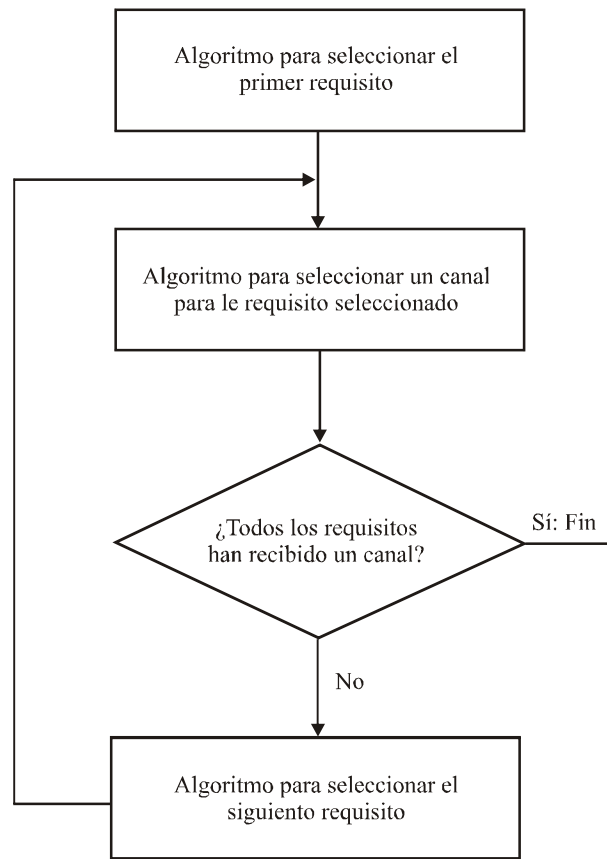 Algoritmo para seleccionar el
primer requisito
Algoritmo para seleccionar un canal
para le requisito seleccionado
¿Todos los requisitos
han recibido un canal?
Sí: Fin
No
Algoritmo para seleccionar el
siguiento requisito